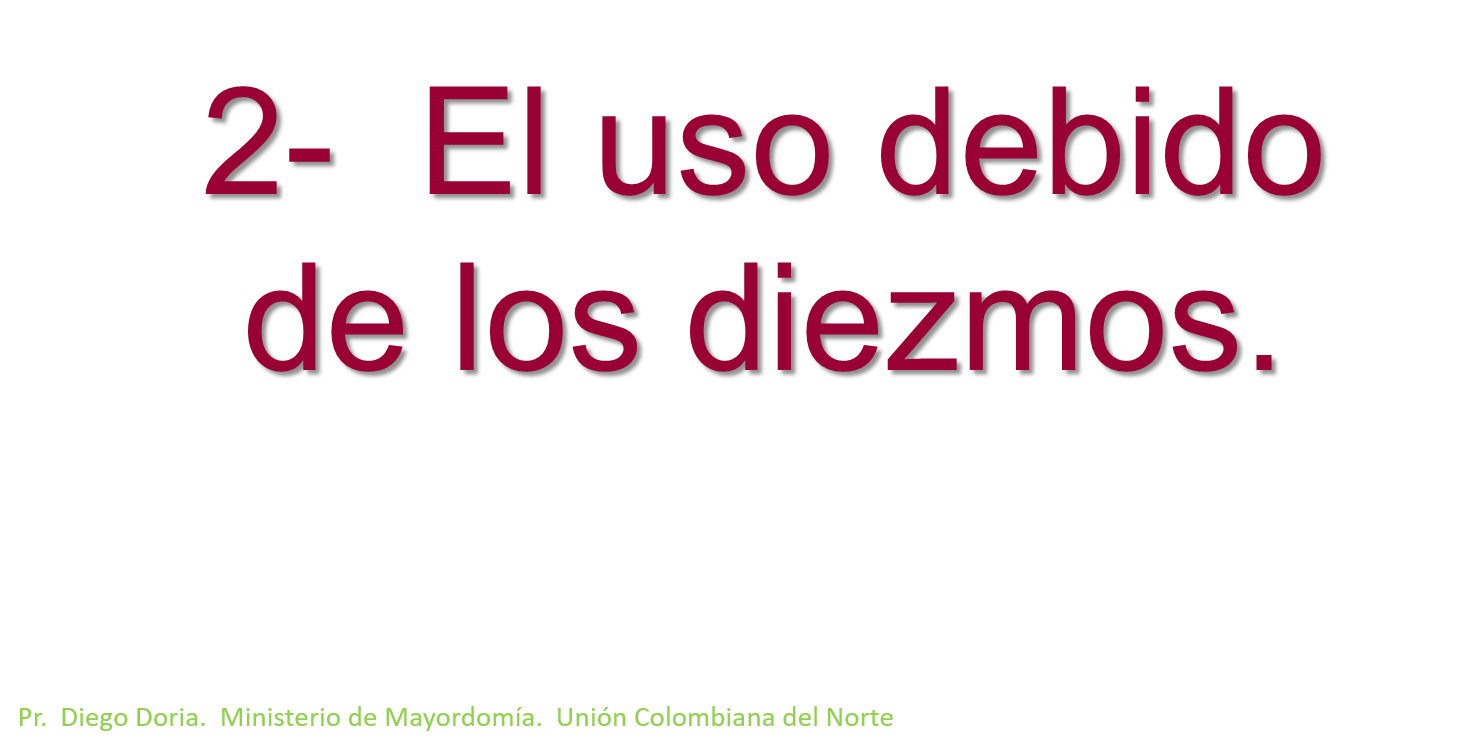 2- El uso debido
de los diezmos.
Pr. Diego Doria. Ministerio de Mayordomía. Unión Colombiana del Norte